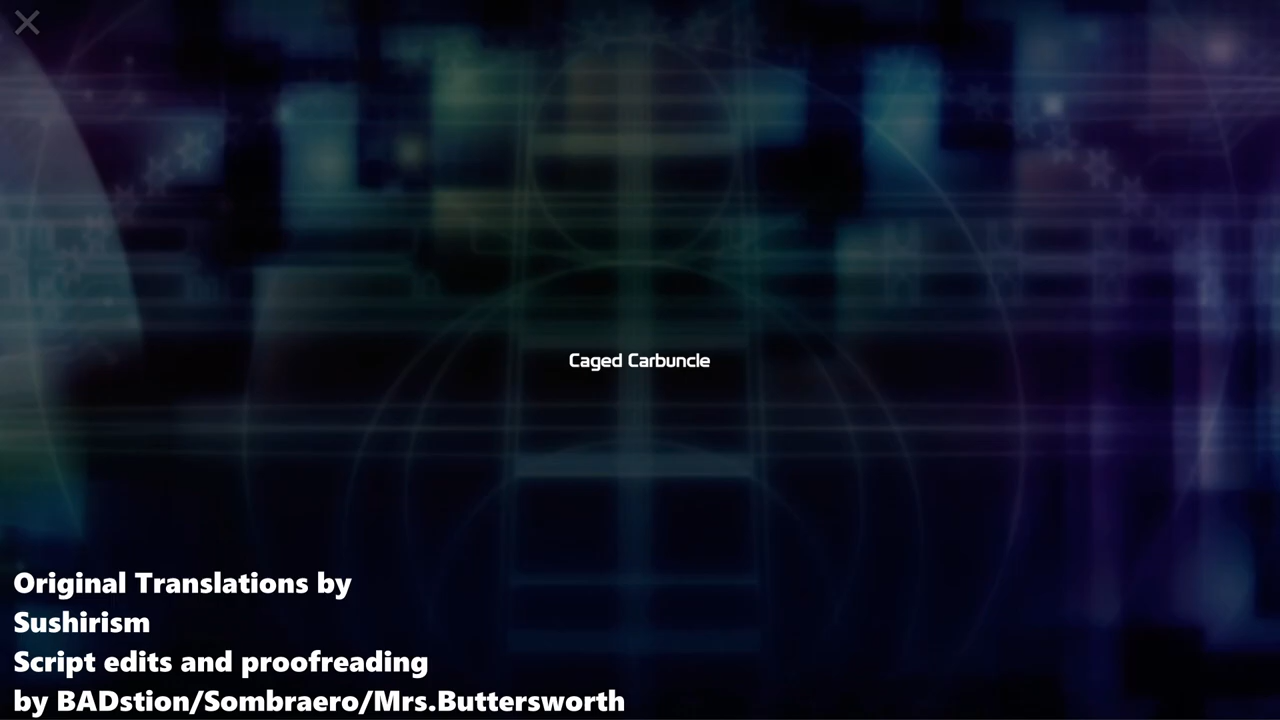 Caged Carbuncle
Original Translations by
Sushirism
Script edits and proofreading
by BADstion/Sombraero/Mrs.Buttersworth